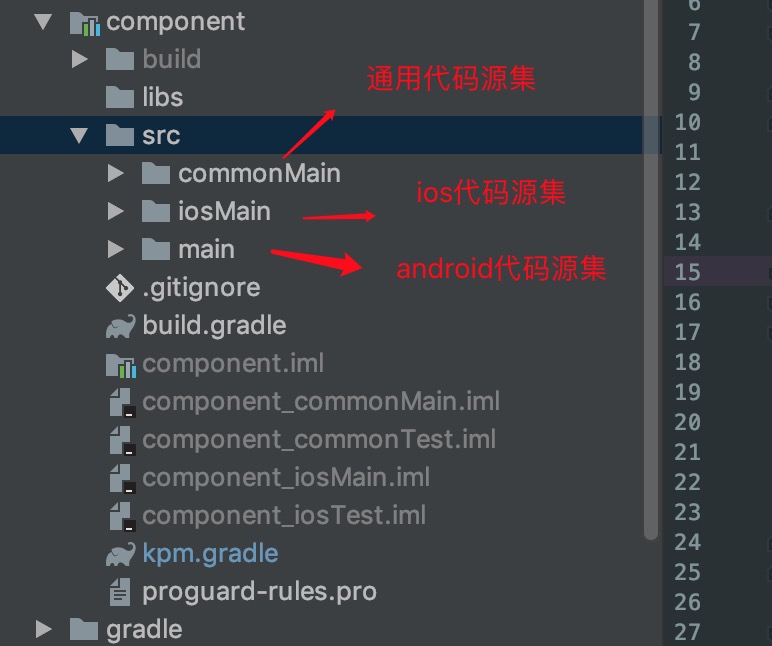 component
build
通用代码源集
libs
src
commonMain
iosMain
ios代码源集
main
android代码源集
.gitignore
build.gradle
component.iml
component_commonMain.iml
component_commonTest.iml
component_iosMain.iml
component_iosTest.iml
kpm.gradle
proguard-rules.pro
gradle
6
7
8
9
10
11
12
13
14
15
16
17
18
19
20
21
22
23
24
25
26
27